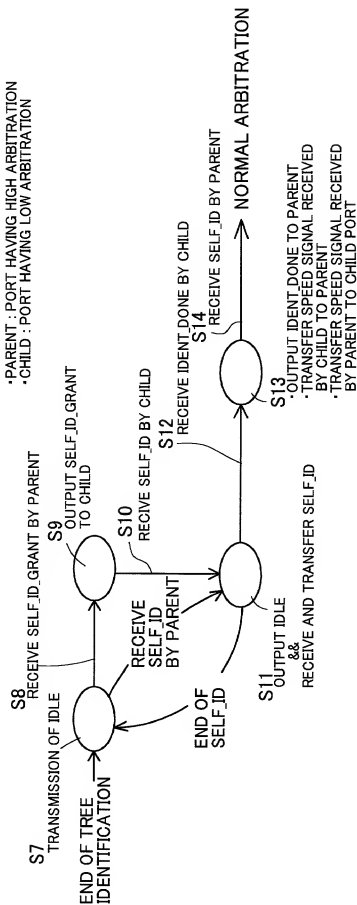 ·PARENT : PORT HAVING HIGH ARBITRATION
·CHILD : PORT HAVING LOW ARBITRATION
S7
TRANSMISSION OF IDLE
END OF TREE
IDENTIFICATION
S8
RECEIVE SELF_ID_GRANT BY PARENT
S9
OUTPUT SELF_ID_GRANT
TO CHILD
S10
RECIVE SELF_ID BY CHILD
RECEIVE
SELF_ID
BY PARENT
END OF
SELF_ID
S11
OUTPUT IDLE
&&
RECEIVE AND TRANSFER SELF_ID
S12
RECEIVE IDENT_DONE BY CHILD
S13
·OUTPUT IDENT_DONE TO PARENT
·TRANSFER SPEED SIGNAL RECEIVED
BY CHILD TO PARENT
·TRANSFER SPEED SIGNAL RECEIVED
BY PARENT TO CHILD PORT
S14
RECEIVE SELF_ID BY PARENT
NORMAL ARBITRATION